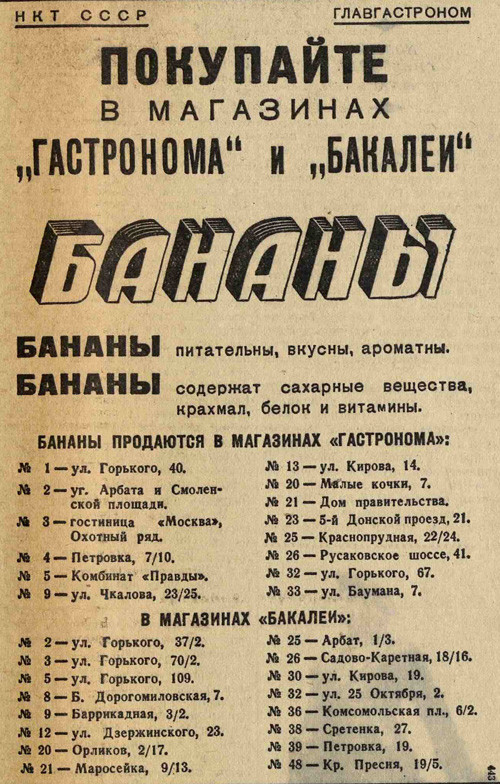 НКТ СССР
ГЛАВГАСТРОНОМ
ПОКУПАЙТЕ
В МАГАЗИНАХ
„ГАСТРОНОМА“ и „БАКАЛЕИ“
БАНАНЫ
БАНАНЫ питательны, вкусны, ароматны.
БАНАНЫ содержат сахарные вещества,
крахмал, белок и витамины.
БАНАНЫ ПРОДАЮТСЯ В МАГАЗИНАХ «ГАСТРОНОМА»:
№ 1 — ул. Горького, 40.
№ 2 — уг. Арбата и Смолен-
ской площади.
№ 3 — гостиница «Москва»,
Охотный ряд.
№ 4 — Петровка, 7/10.
№ 5 — Комбинат «Правды».
№ 9 — ул. Чкалова, 23/25.
№ 13 — ул. Кирова, 14.
№ 20 — Малые кочки, 7.
№ 21 — Дом правительства.
№ 23 — 5-й Донской проезд, 21.
№ 25 — Краснопрудная, 22/24.
№ 26 — Русаковское шоссе, 41.
№ 32 — ул. Горького, 67.
№ 33 — ул. Баумана, 7.
В МАГАЗИНАХ «БАКАЛЕИ»:
№ 2 — ул. Горького, 37/2.
№ 3 — ул. Горького, 70/2.
№ 5 — ул. Горького, 109.
№ 8 — Б. Дорогомиловская, 7.
№ 9 — Баррикадная, 3/2.
№ 12 — ул. Дзержинского, 23.
№ 20 — Орликов, 2/17.
№ 21 — Маросейка, 9/13.
№ 25 — Арбат, 1/3.
№ 26 — Садово-Каретная, 18/16.
№ 30 — ул. Кирова, 19.
№ 32 — ул. 25 Октября, 2.
№ 36 — Комсомольская пл., 6/2.
№ 38 — Сретенка, 27.
№ 39 — Петровка, 19.
№ 48 — Кр. Пресня, 19/5.